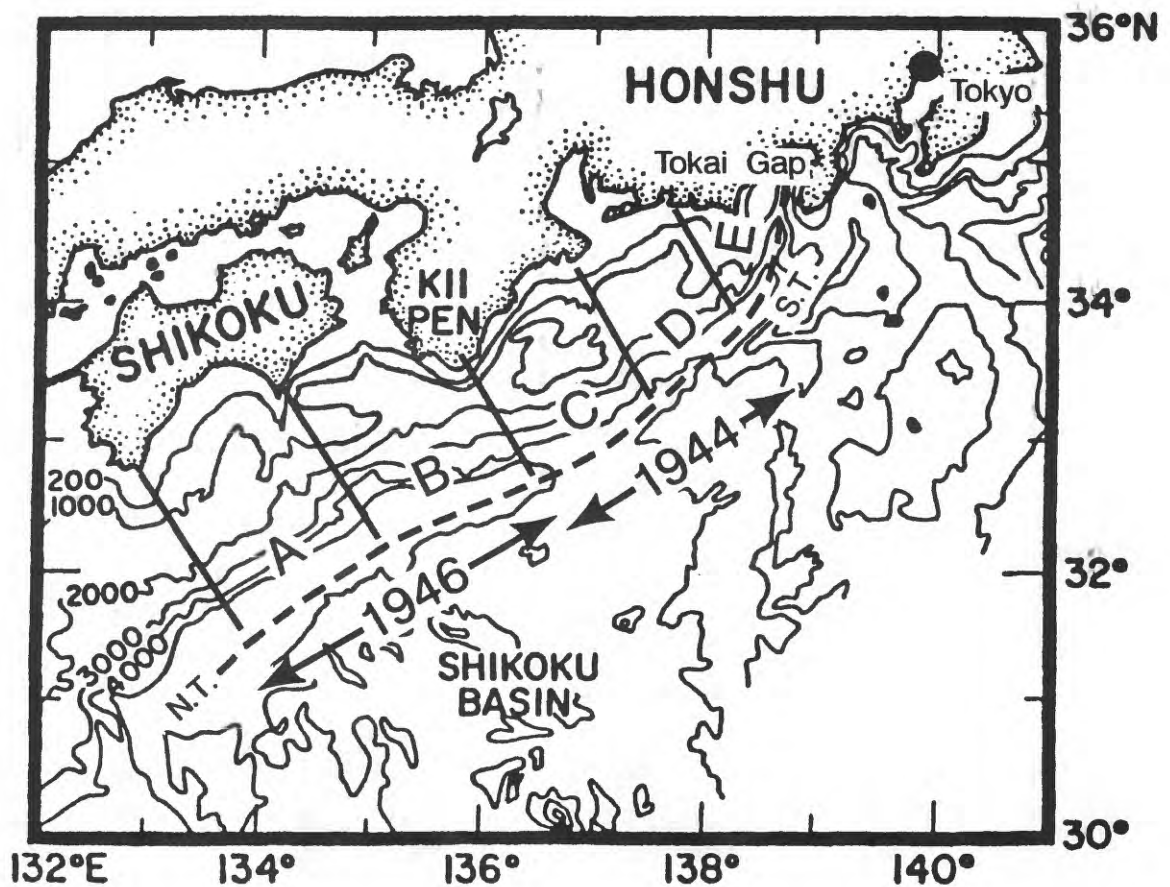 36°N
HONSHU
Tokyo
Tokai Gap
E
KII
PEN
34°
S.T.
SHIKOKU
D
C
1944
B
200
1000
A
32°
2000
1946
3000
4000
SHIKOKU
BASIN
N.T.
30°
132°E
134°
136°
138°
140°